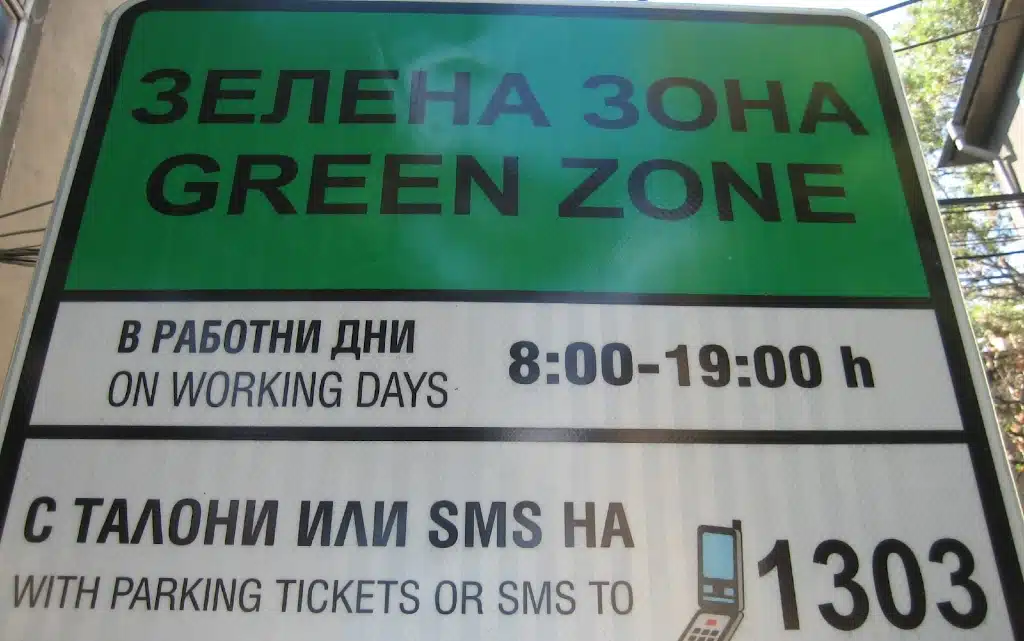 ЗЕЛЕНА ЗОНА
GREEN ZONE
В РАБОТНИ ДНИ
ON WORKING DAYS
8:00-19:00 h
С ТАЛОНИ ИЛИ SMS НА
WITH PARKING TICKETS OR SMS TO
1303